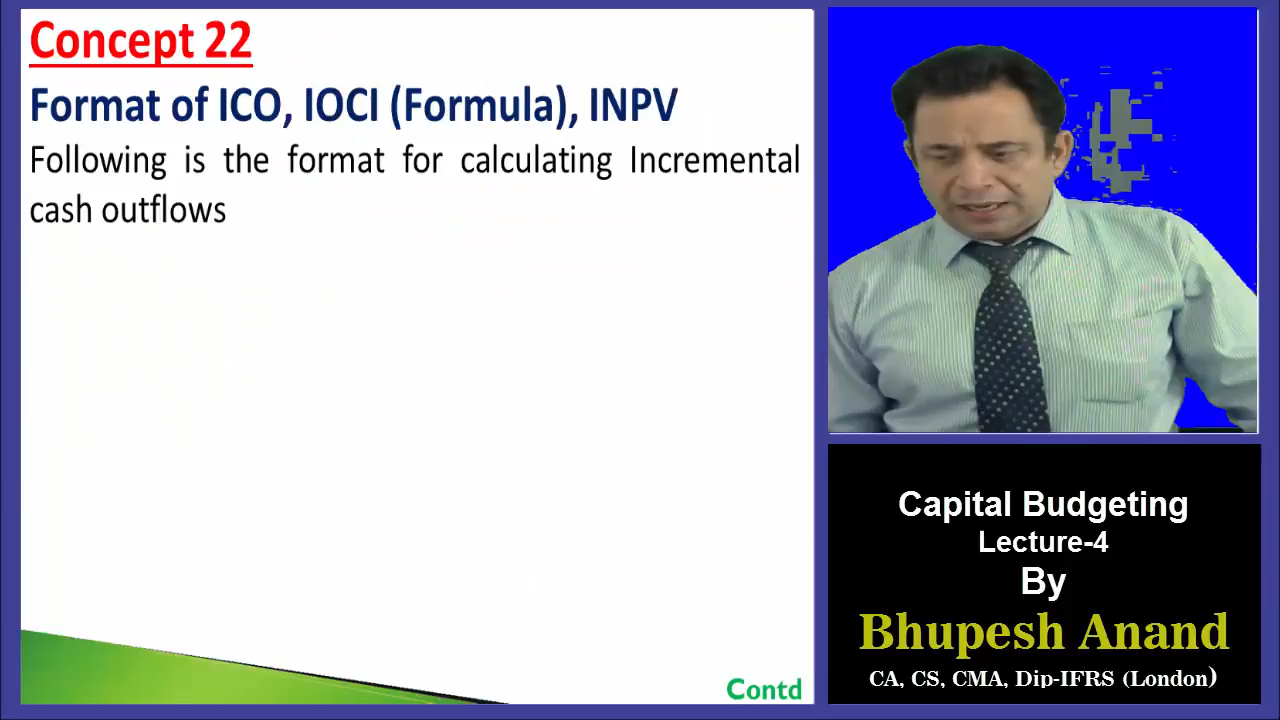 Concept 22
Format of ICO, IOCI (Formula), INPV
Following is the format for calculating Incremental
cash outflows
Contd
Capital Budgeting
Lecture-4
By
Bhupesh Anand
CA, CS, CMA, Dip-IFRS (London)